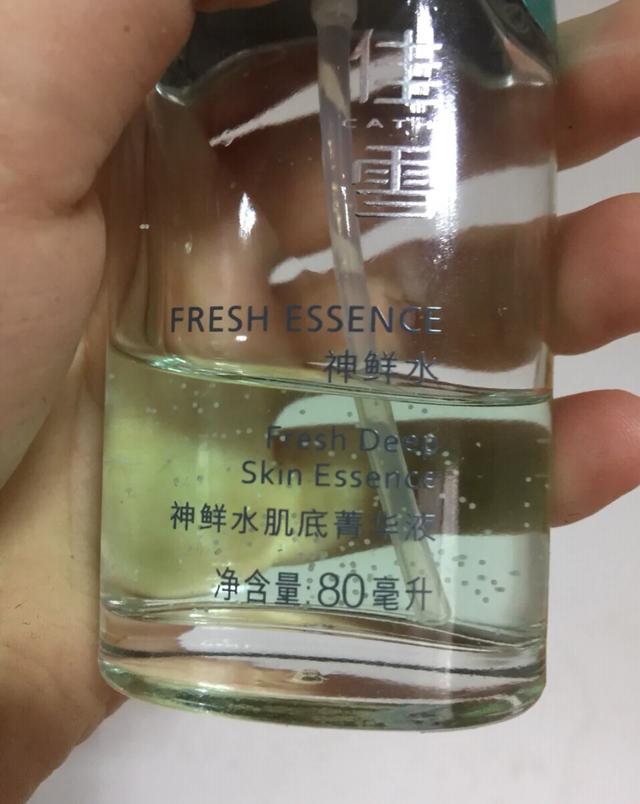 佳
CATH
雪
FRESH ESSENCE
神鲜水
Fresh Deep
Skin Essence
神鲜水肌底菁华液
净含量:80毫升